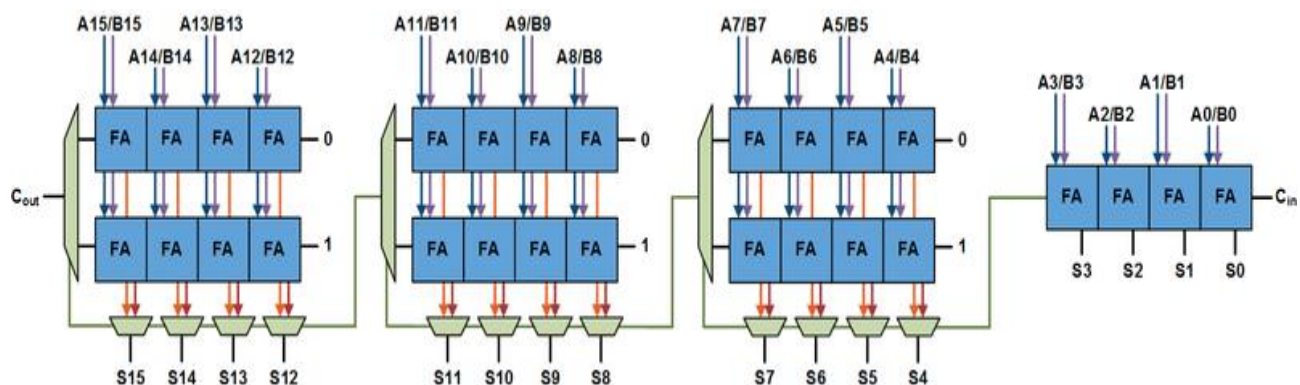 A15/B15 A13/B13 A11/B11 A9/B9 A7/B7 A5/B5
A14/B14 A12/B12 A10/B10 A8/B8 A6/B6 A4/B4
A3/B3 A1/B1
A2/B2 A0/B0
FA FA FA FA 0 FA FA FA FA 0 FA FA FA FA 0
Cout FA FA FA FA Cin
FA FA FA FA 1 FA FA FA FA 1 FA FA FA FA 1
S3 S2 S1 S0
S15 S14 S13 S12 S11 S10 S9 S8 S7 S6 S5 S4